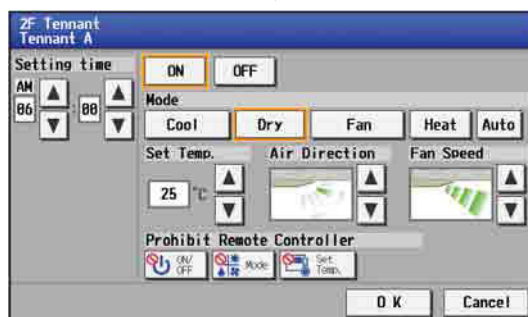 2F Tennant
Tennant A
Setting time
AM
06 : 00
ON OFF
Mode
Cool Dry Fan Heat Auto
Set Temp. Air Direction Fan Speed
25 °C
Prohibit Remote Controller
ON/
OFF
Mode
Set
Temp.
OK Cancel